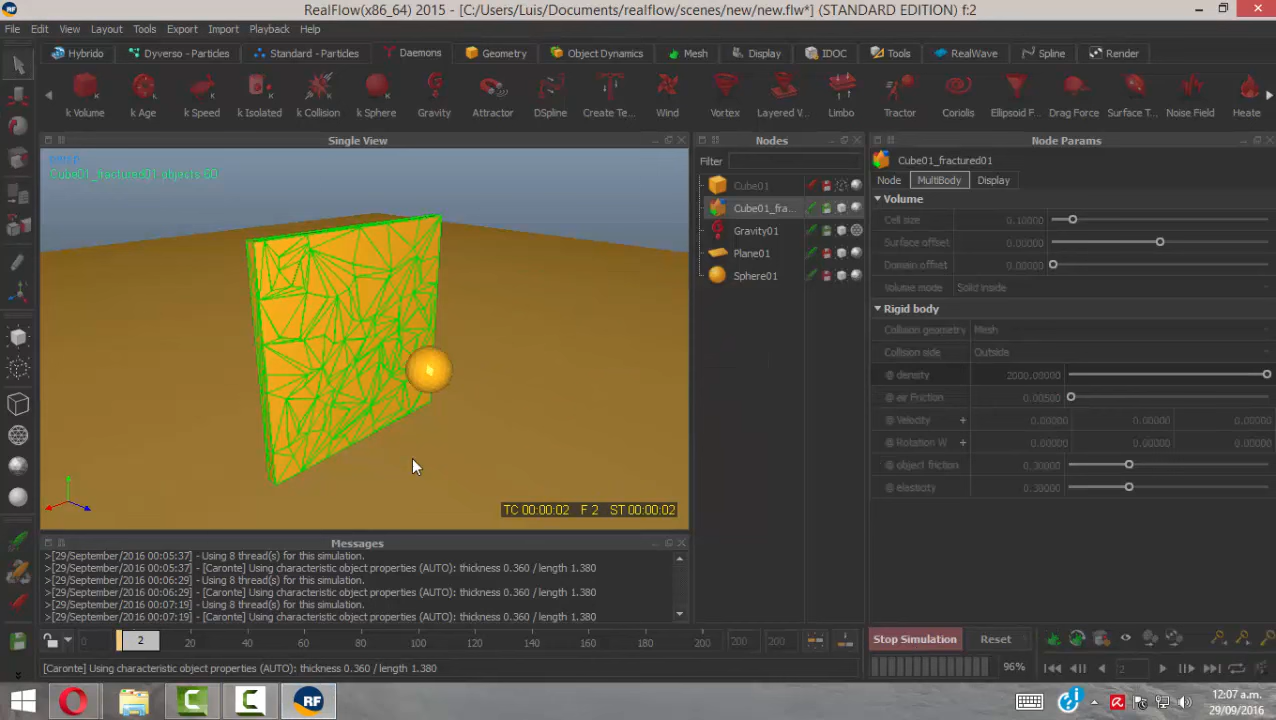 RealFlow(x86_64) 2015 - [C:/Users/Luis/Documents/realflow/scenes/new/new.flw*] (STANDARD EDITION) f:2
File Edit View Layout Tools Export Import Playback Help
Hybrido Dyverso - Particles Standard - Particles Daemons Geometry Object Dynamics Mesh Display IDOC Tools RealWave Spline Render
k Volume k Age k Speed k Isolated k Collision k Sphere Gravity Attractor DSpline Create Te... Wind Vortex Layered V... Limbo Tractor Coriolis Ellipsoid F... Drag Force Surface T... Noise Field Heate
Single View
persp
Cube01_fractured01 objects 60
TC 00:00:02 F 2 ST 00:00:02
Nodes
Filter
Cube01
Cube01_fra...
Gravity01
Plane01
Sphere01
Node Params
Cube01_fractured01
Node MultiBody Display
Volume
Cell size 0.10000
Surface offset 0.00000
Domain offset 0.00000
Volume mode Solid inside
Rigid body
Collision geometry Mesh
Collision side Outside
@ density 2000.00000
@ air Friction 0.00500
@ Velocity + 0.00000 0.00000 0.00000
@ Rotation W + 0.00000 0.00000 0.00000
@ object friction 0.30000
@ elasticity 0.30000
Messages
>[29/September/2016 00:05:37] - Using 8 thread(s) for this simulation.
>[29/September/2016 00:05:37] - [Caronte] Using characteristic object properties (AUTO): thickness 0.360 / length 1.380
>[29/September/2016 00:06:29] - Using 8 thread(s) for this simulation.
>[29/September/2016 00:06:29] - [Caronte] Using characteristic object properties (AUTO): thickness 0.360 / length 1.380
>[29/September/2016 00:07:19] - Using 8 thread(s) for this simulation.
>[29/September/2016 00:07:19] - [Caronte] Using characteristic object properties (AUTO): thickness 0.360 / length 1.380
0 2 20 40 60 80 100 120 140 160 180 200 200 200
Stop Simulation Reset
[Caronte] Using characteristic object properties (AUTO): thickness 0.360 / length 1.380
96% 2
RF
12:07 a.m.
29/09/2016